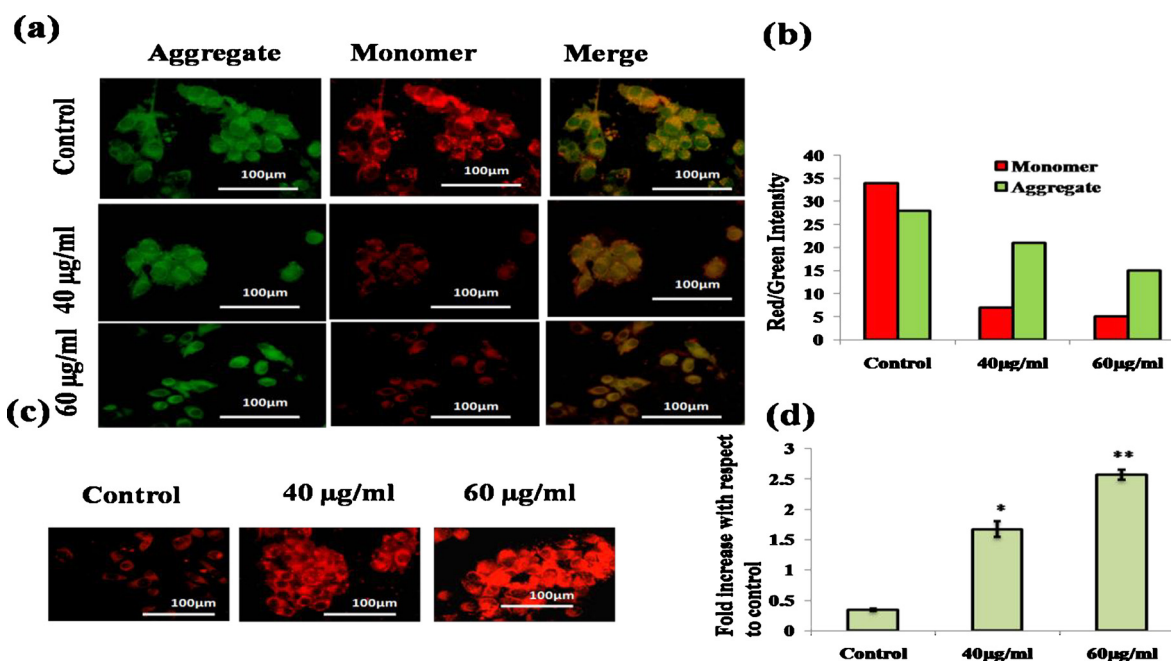 (a)
Aggregate Monomer Merge
Control
100μm 100μm 100μm
40 μg/ml
100μm 100μm 100μm
60 μg/ml
100μm 100μm 100μm
(b)
Red/Green Intensity
40
35
30
25
20
15
10
5
0
Monomer
Aggregate
Control 40μg/ml 60μg/ml
(c)
Control 40 μg/ml 60 μg/ml
100μm 100μm 100μm
(d)
Fold increase with respect
to control
3
2.5
2
1.5
1
0.5
0
*
**
Control 40μg/ml 60μg/ml